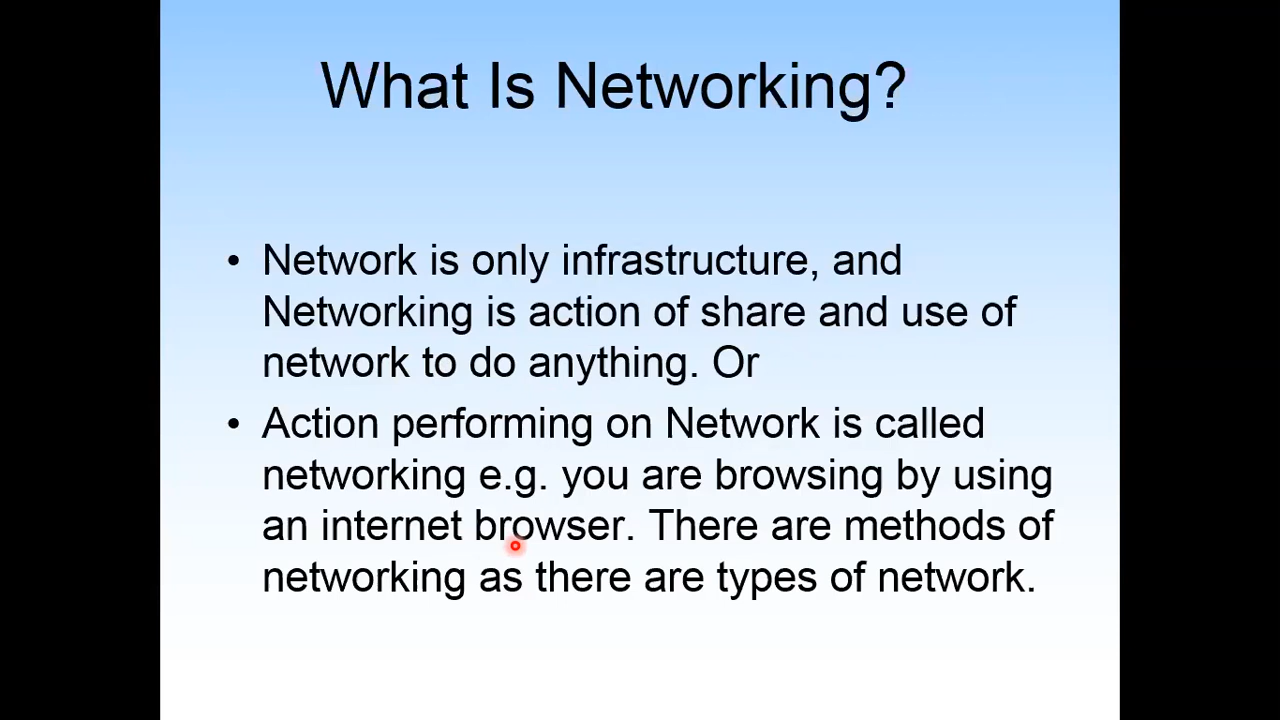 What Is Networking?
• Network is only infrastructure, and
Networking is action of share and use of
network to do anything. Or
• Action performing on Network is called
networking e.g. you are browsing by using
an internet browser. There are methods of
networking as there are types of network.